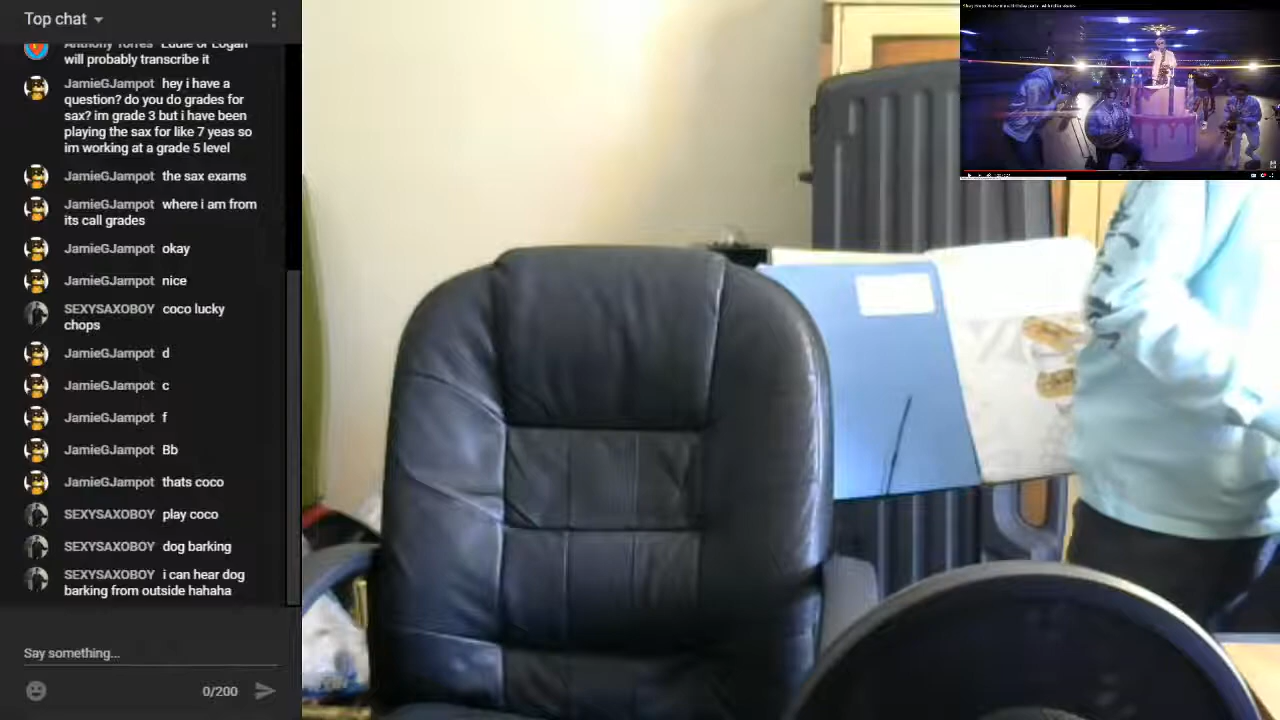 Top chat
Anthony Torres Eddie or Logan
will probably transcribe it
JamieGJampot hey i have a
question? do you do grades for
sax? im grade 3 but i have been
playing the sax for like 7 yeas so
im working at a grade 5 level
JamieGJampot the sax exams
JamieGJampot where i am from
its call grades
JamieGJampot okay
JamieGJampot nice
SEXYSAXOBOY coco lucky
chops
JamieGJampot d
JamieGJampot c
JamieGJampot f
JamieGJampot Bb
JamieGJampot thats coco
SEXYSAXOBOY play coco
SEXYSAXOBOY dog barking
SEXYSAXOBOY i can hear dog
barking from outside hahaha
Say something...
0/200